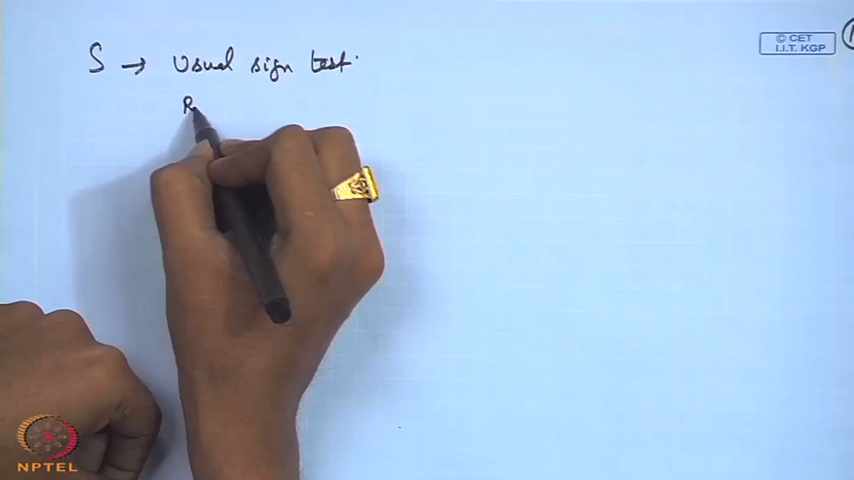 S → Usual sign test.
R
© CET
I.I.T. KGP
NPTEL